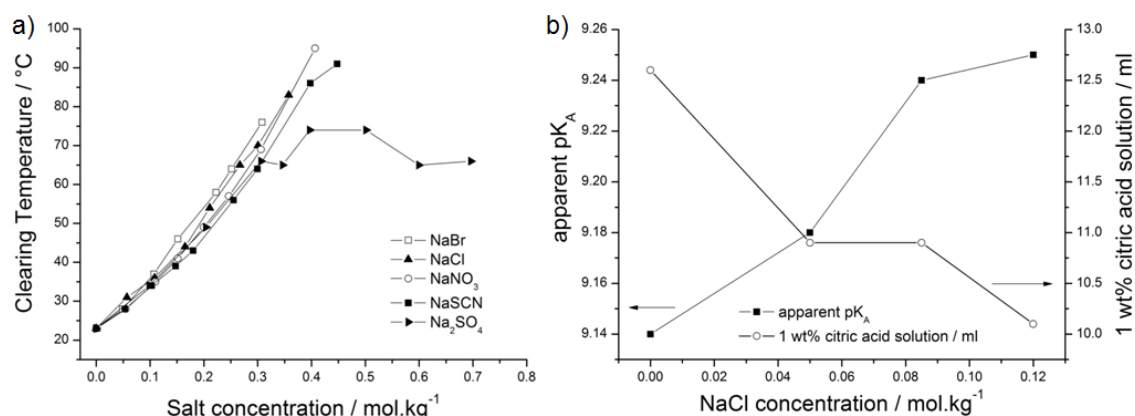 a)
Clearing Temperature / °C
100
90
80
70
60
50
40
30
20
NaBr
NaCl
NaNO₃
NaSCN
Na₂SO₄
0.0 0.1 0.2 0.3 0.4 0.5 0.6 0.7 0.8
Salt concentration / mol.kg⁻¹
b)
apparent pK_A
9.26
9.24
9.22
9.20
9.18
9.16
9.14
apparent pK_A
1 wt% citric acid solution / ml
13.0
12.5
12.0
11.5
11.0
10.5
10.0
1 wt% citric acid solution / ml
0.00 0.02 0.04 0.06 0.08 0.10 0.12
NaCl concentration / mol.kg⁻¹